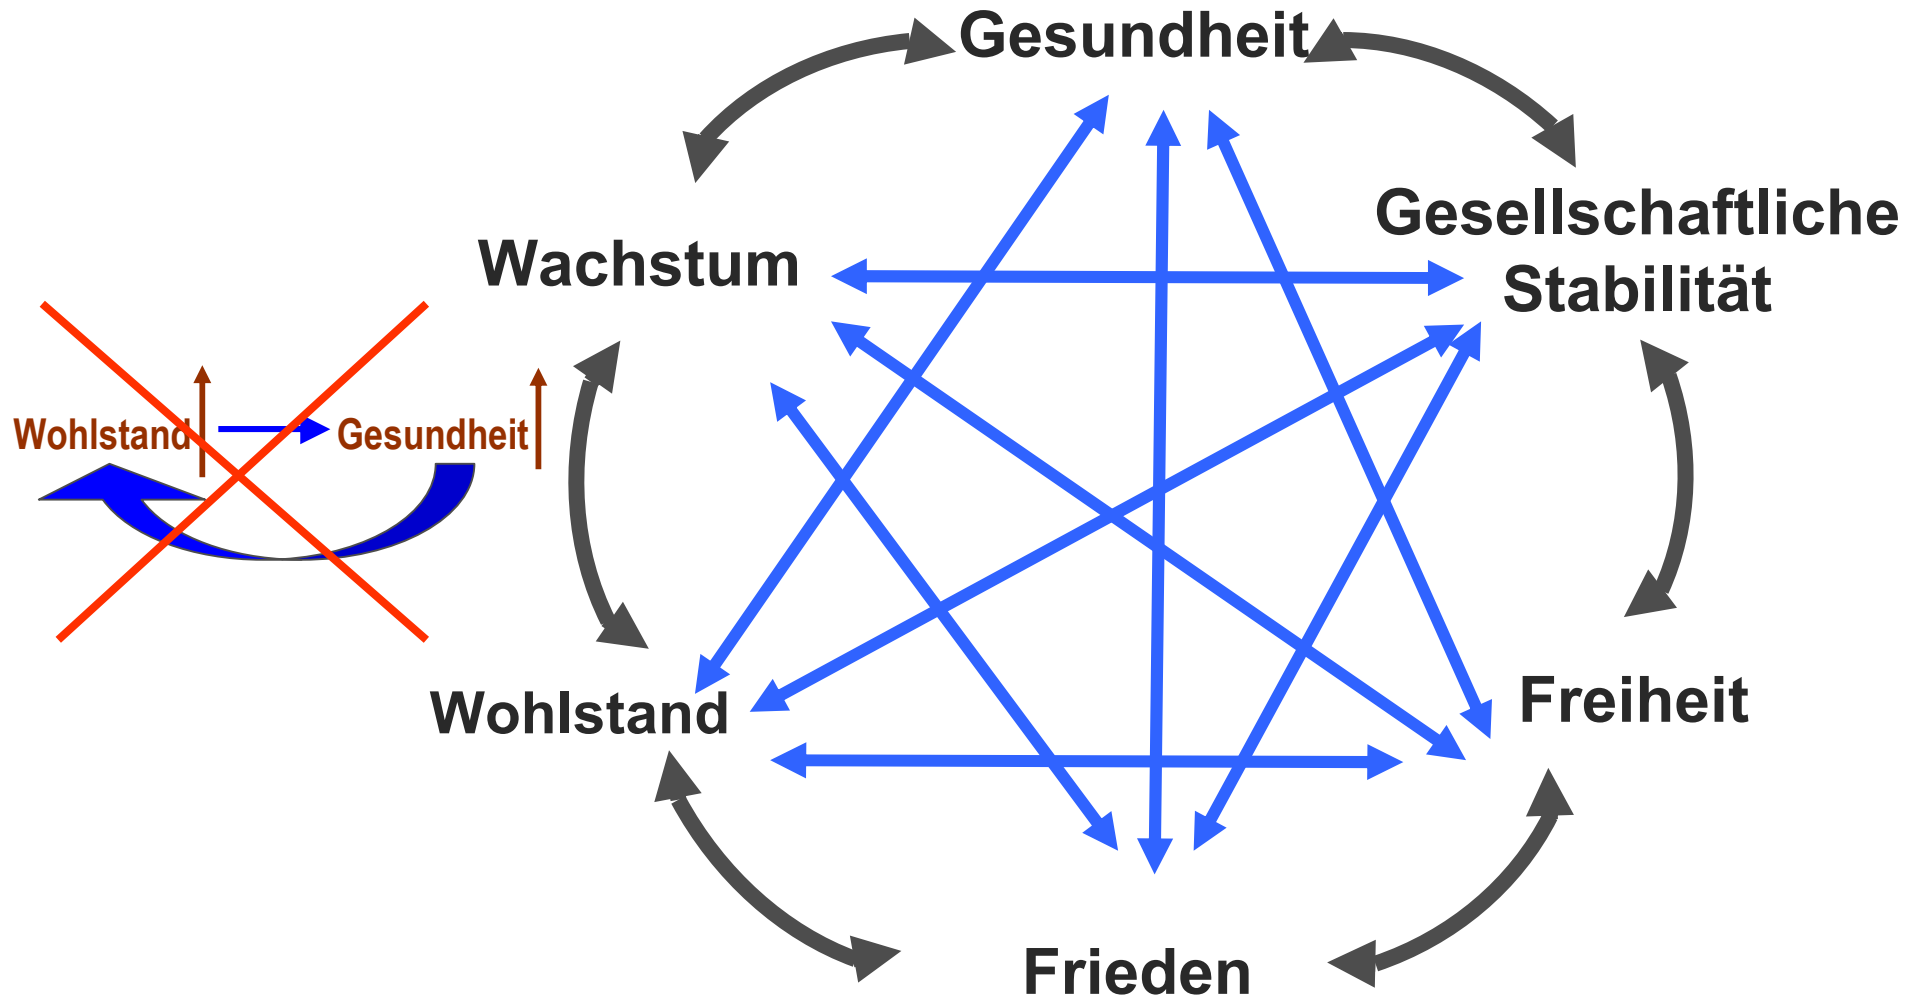 Gesundheit
Gesellschaftliche
Stabilität
Wachstum
Wohlstand
Gesundheit
Wohlstand
Freiheit
Frieden